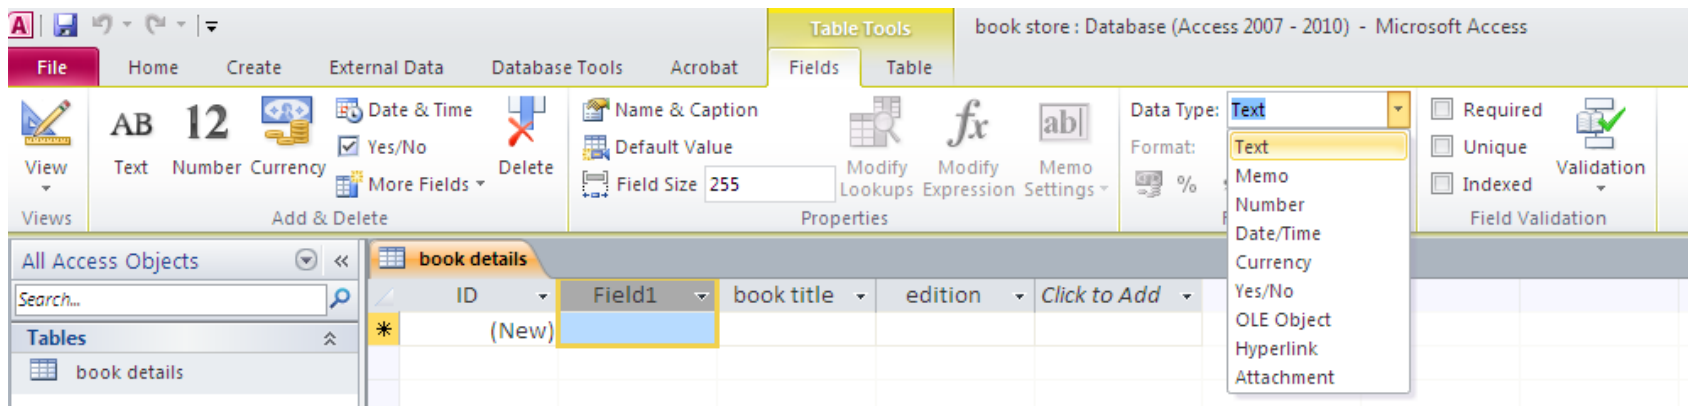 A
Table Tools
book store : Database (Access 2007 - 2010) - Microsoft Access
File Home Create External Data Database Tools Acrobat Fields Table
View
Views
AB
Text
12
Number
Currency
Date & Time
Yes/No
More Fields
Delete
Add & Delete
Name & Caption
Default Value
Field Size 255
Modify
Lookups
fx
Modify
Expression
ab
Memo
Settings
Properties
Data Type: Text
Format:
%
Text
Memo
Number
Date/Time
Currency
Yes/No
OLE Object
Hyperlink
Attachment
Required
Unique
Indexed
Validation
Field Validation
All Access Objects
Search...
Tables
book details
book details
ID Field1 book title edition Click to Add
(New)